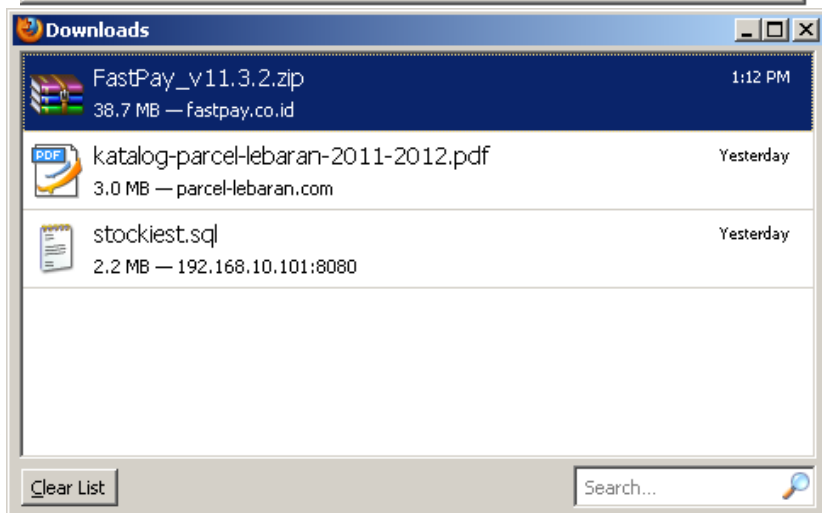 Downloads
FastPay_v11.3.2.zip 1:12 PM
38.7 MB — fastpay.co.id
PDF katalog-parcel-lebaran-2011-2012.pdf Yesterday
3.0 MB — parcel-lebaran.com
stockiest.sql Yesterday
2.2 MB — 192.168.10.101:8080
Clear List Search...